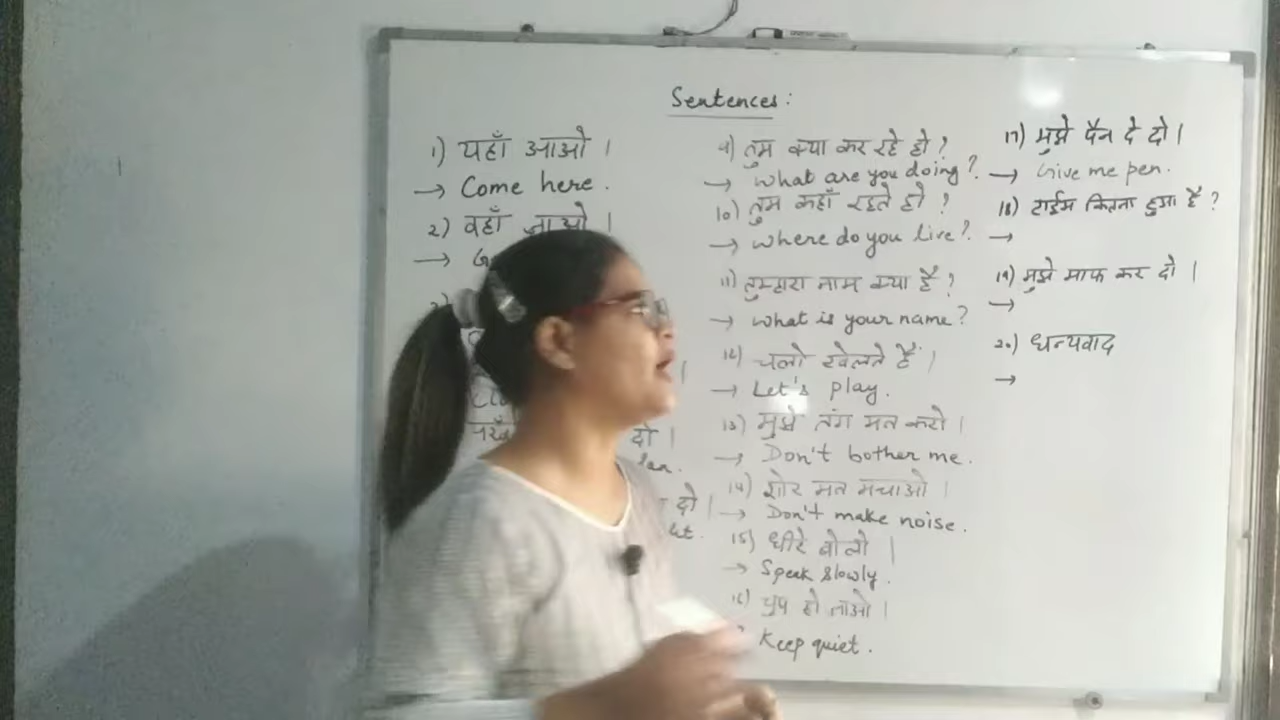 Sentences:
1) यहाँ आओ ।
→ Come here.
2) वहाँ जाओ ।
→
दो ।
दो ।
9) तुम क्या कर रहे हो ?
→ What are you doing?
10) तुम कहाँ रहते हो ?
→ where do you live?
11) तुम्हारा नाम क्या है ?
→ what is your name?
12) चलो खेलते हैं ।
→ Let's play.
13) मुझे तंग मत करो ।
→ Don't bother me.
14) शोर मत मचाओ ।
→ Don't make noise.
15) धीरे बोलो ।
→ Speak slowly.
16) चुप हो जाओ ।
Keep quiet.
17) मुझे पैन दे दो ।
→ Give me pen.
18) टाईम कितना हुआ है ?
→
19) मुझे माफ कर दो ।
→
20) धन्यवाद
→